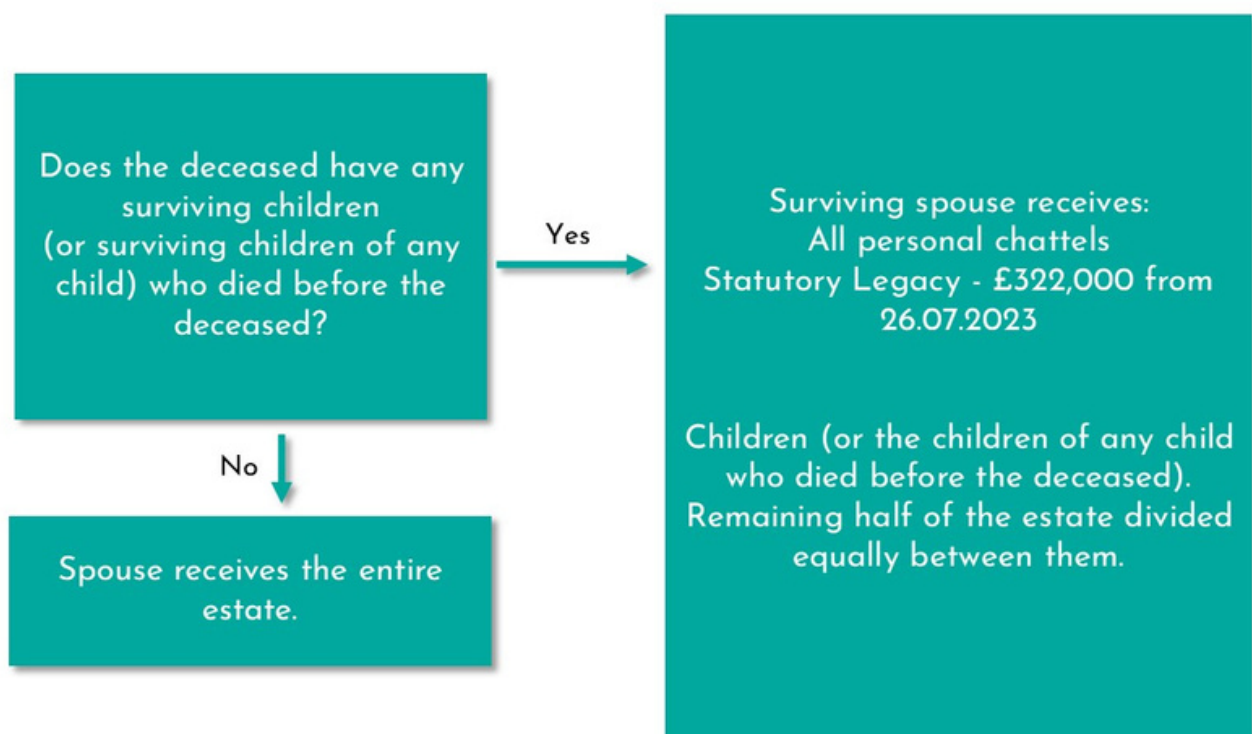 Does the deceased have any
surviving children
(or surviving children of any
child) who died before the
deceased?
Yes
No
Spouse receives the entire
estate.
Surviving spouse receives:
All personal chattels
Statutory Legacy - £322,000 from
26.07.2023
Children (or the children of any child
who died before the deceased).
Remaining half of the estate divided
equally between them.